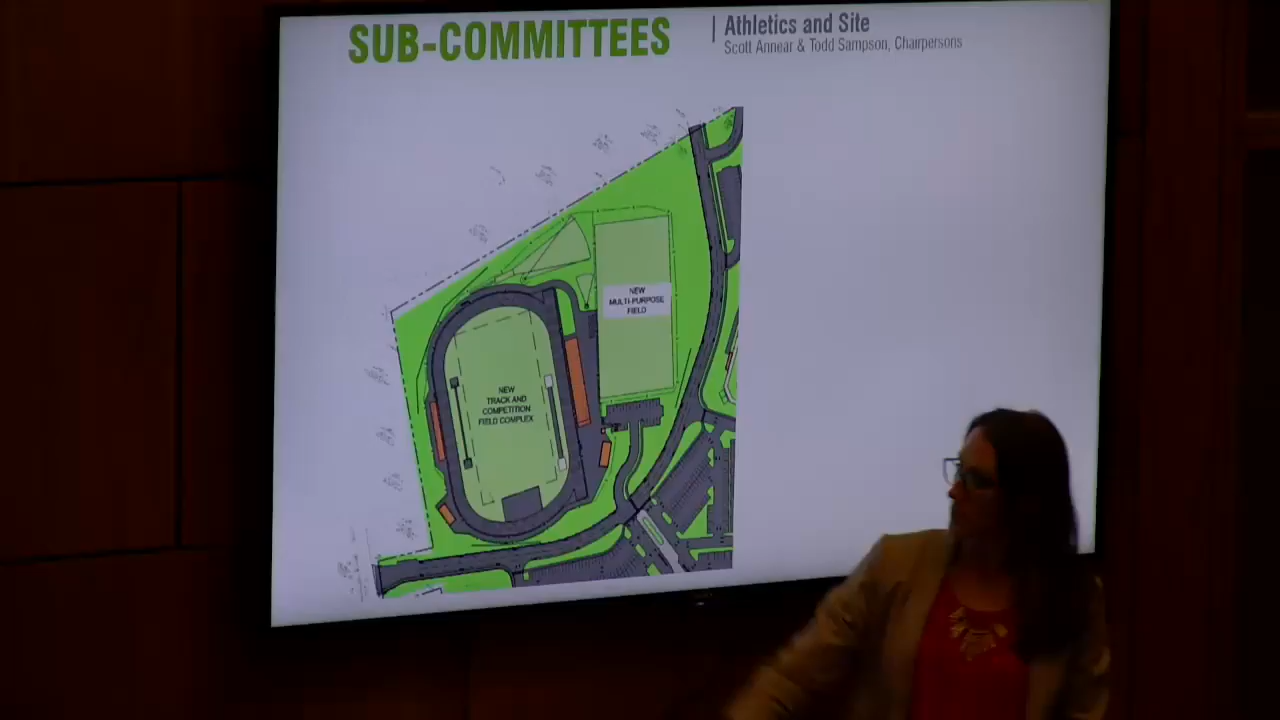 SUB-COMMITTEES
Athletics and Site
Scott Annear & Todd Sampson, Chairpersons
NEW
MULTI-PURPOSE
FIELD
NEW
TRACK AND
COMPETITION
FIELD COMPLEX